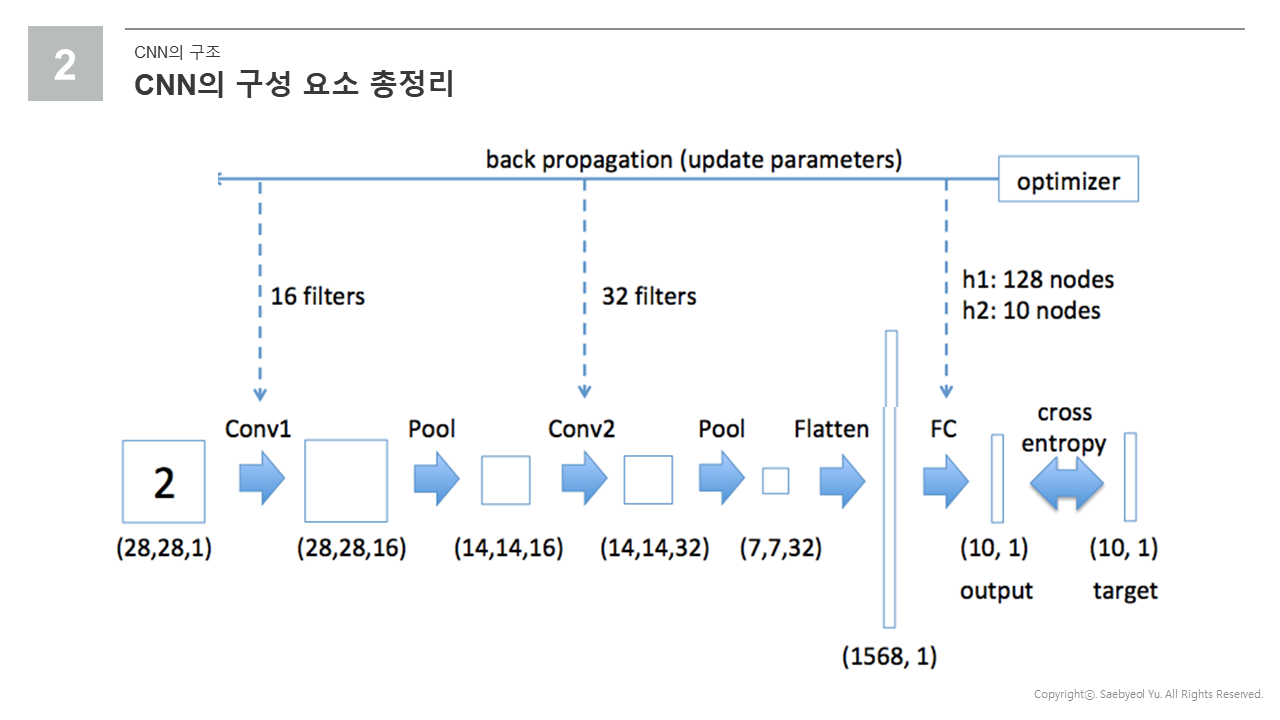 2
CNN의 구조
CNN의 구성 요소 총정리
back propagation (update parameters)
optimizer
16 filters
32 filters
h1: 128 nodes
h2: 10 nodes
Conv1
Pool
Conv2
Pool
Flatten
FC
cross
entropy
2
(28,28,1)
(28,28,16)
(14,14,16)
(14,14,32)
(7,7,32)
(10, 1)
(10, 1)
output
target
(1568, 1)
Copyrightⓒ. Saebyeol Yu. All Rights Reserved.